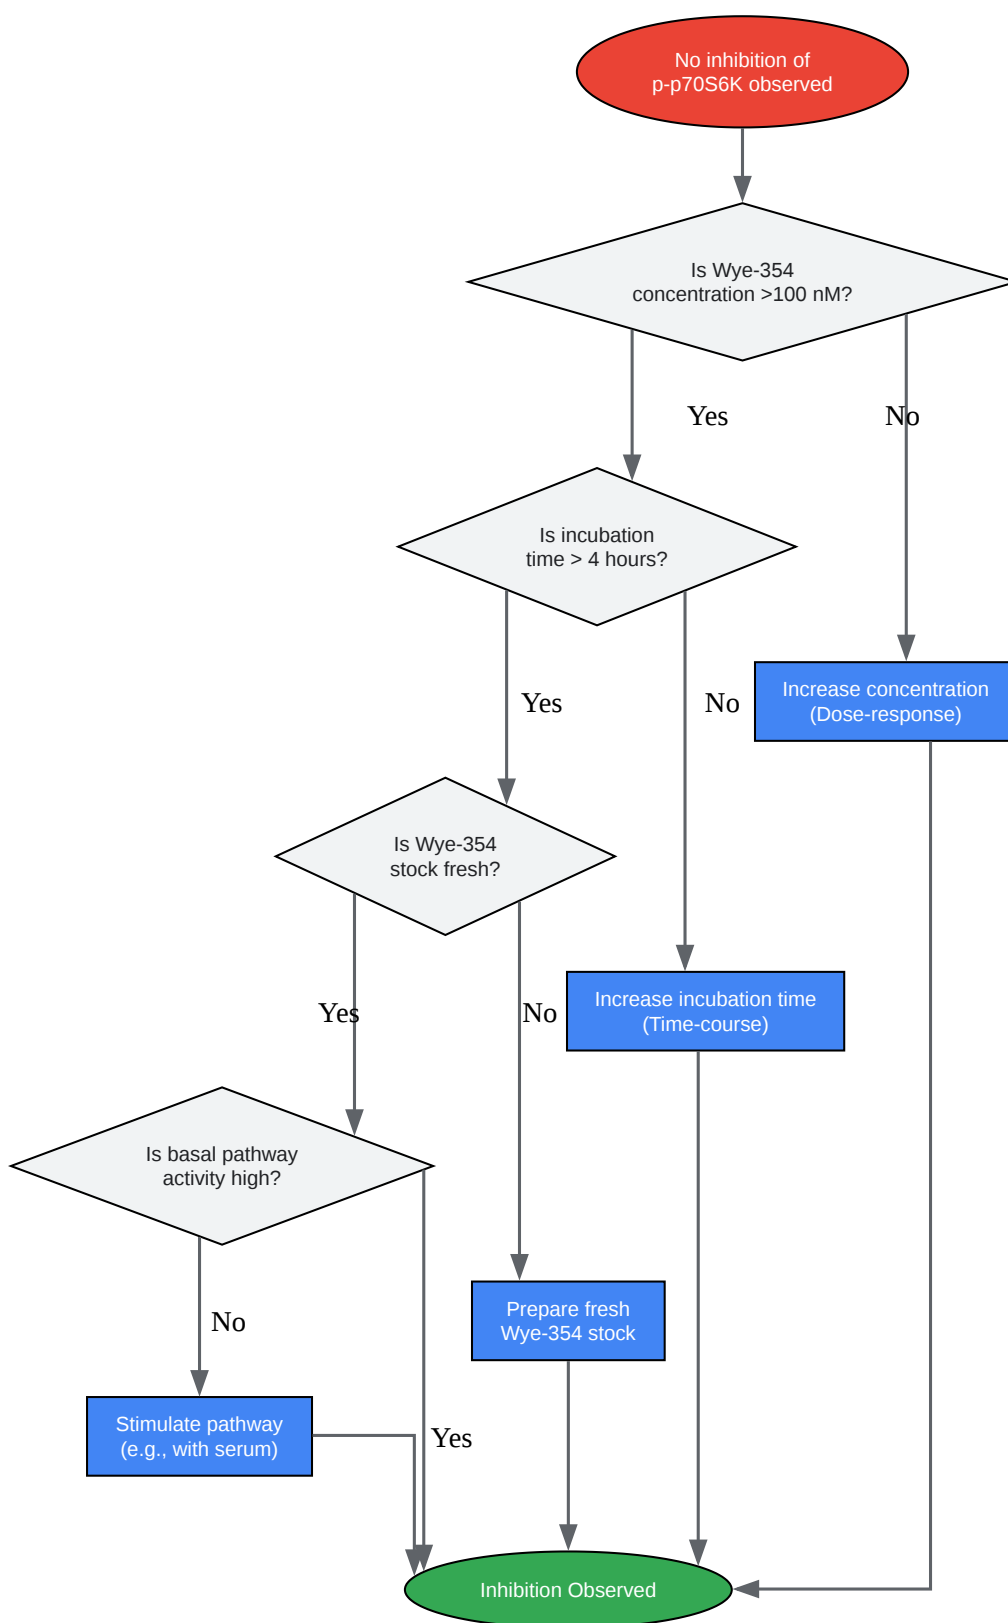 No inhibition of
p-p70S6K observed
Is Wye-354
concentration >100 nM?
Yes
No
Is incubation
time > 4 hours?
Increase concentration
(Dose-response)
Yes
No
Is Wye-354
stock fresh?
Increase incubation time
(Time-course)
Yes
No
Is basal pathway
activity high?
Prepare fresh
Wye-354 stock
No
Stimulate pathway
(e.g., with serum)
Yes
Inhibition Observed